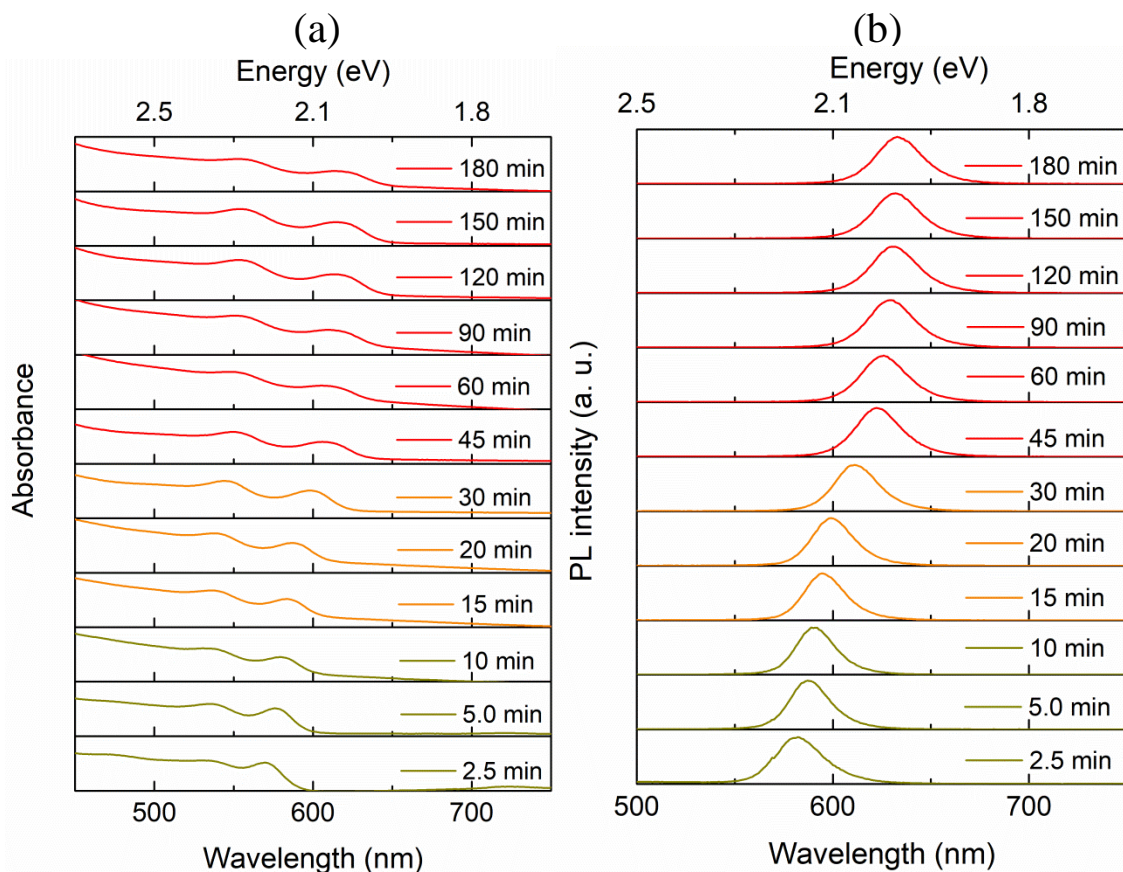 (a)
Energy (eV)
2.5 2.1 1.8
180 min
150 min
120 min
90 min
60 min
45 min
30 min
20 min
15 min
10 min
5.0 min
2.5 min
Absorbance
500 600 700
Wavelength (nm)
(b)
Energy (eV)
2.5 2.1 1.8
180 min
150 min
120 min
90 min
60 min
45 min
30 min
20 min
15 min
10 min
5.0 min
2.5 min
PL intensity (a. u.)
500 600 700
Wavelength (nm)